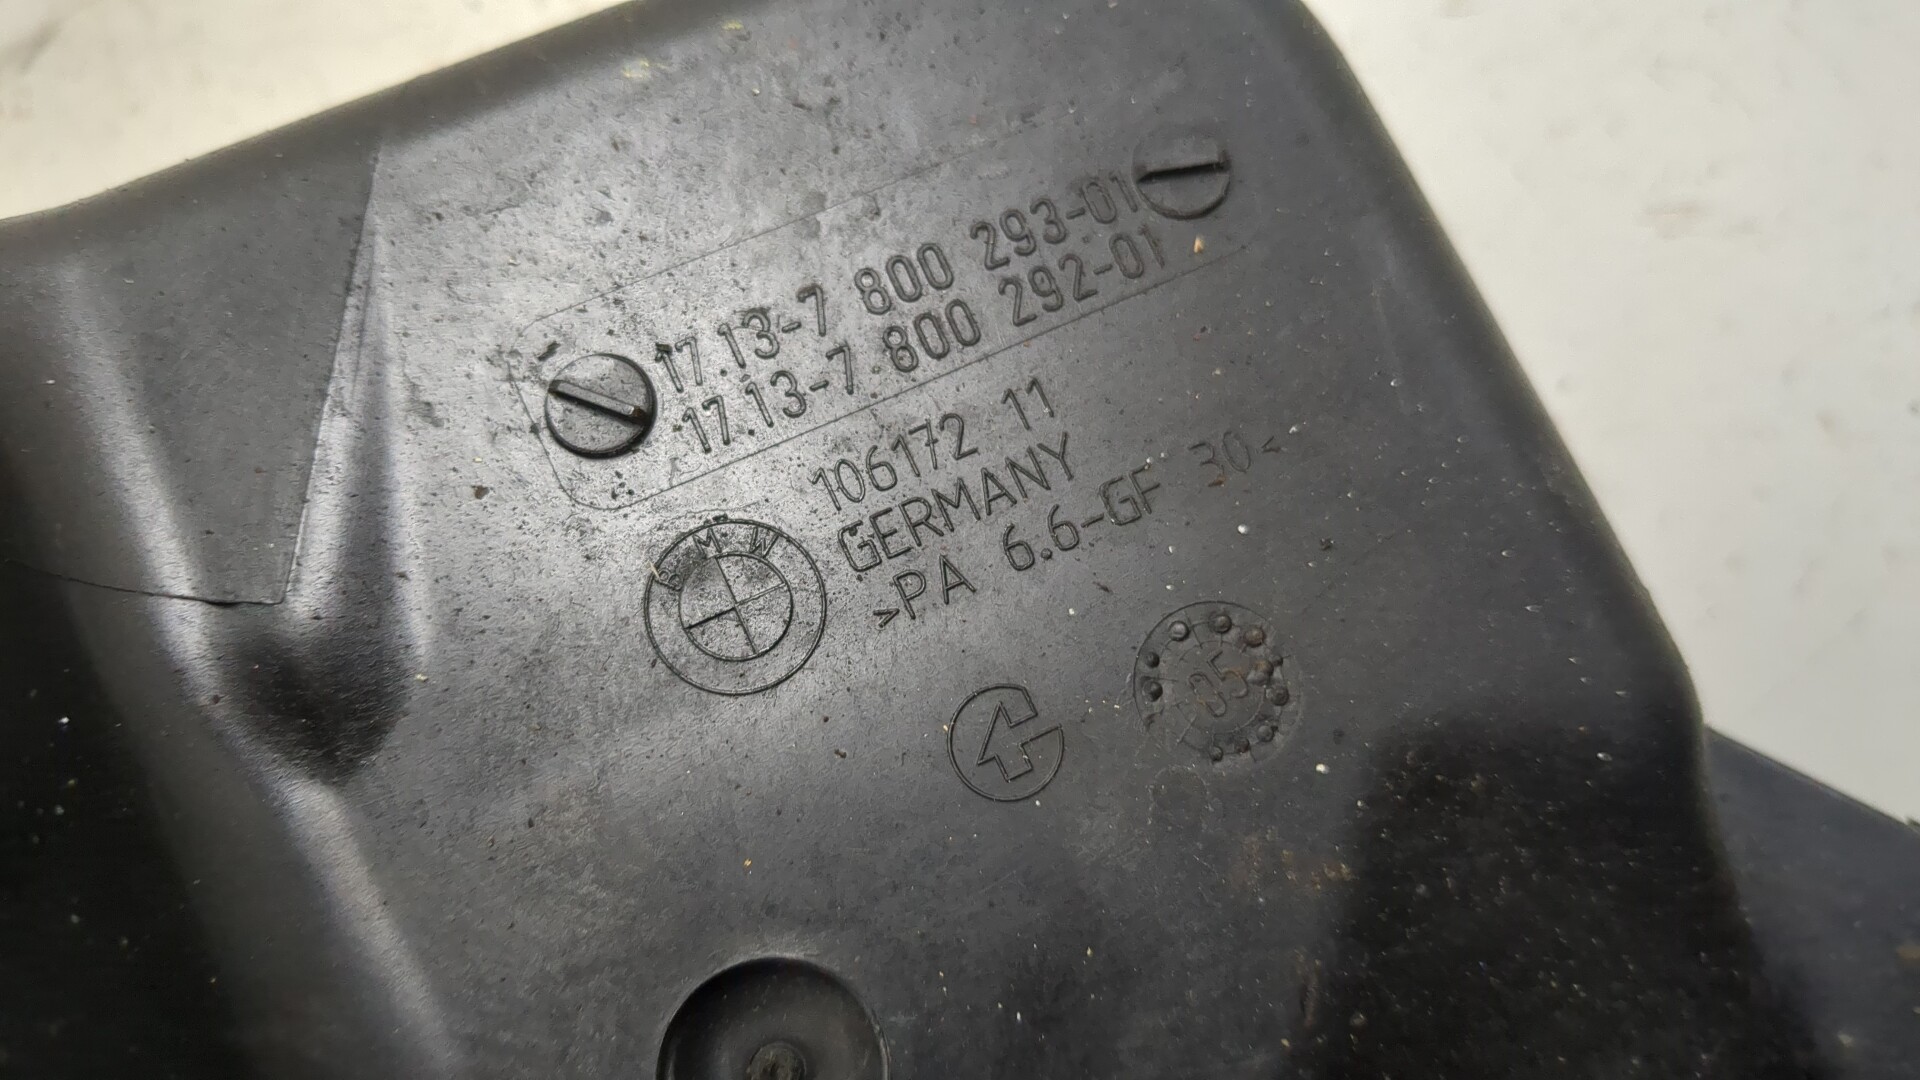 17.13-7 800 293-01
17.13-7 800 292-01
106172 11
GERMANY
>PA 6.6-GF 30<
BMW
05